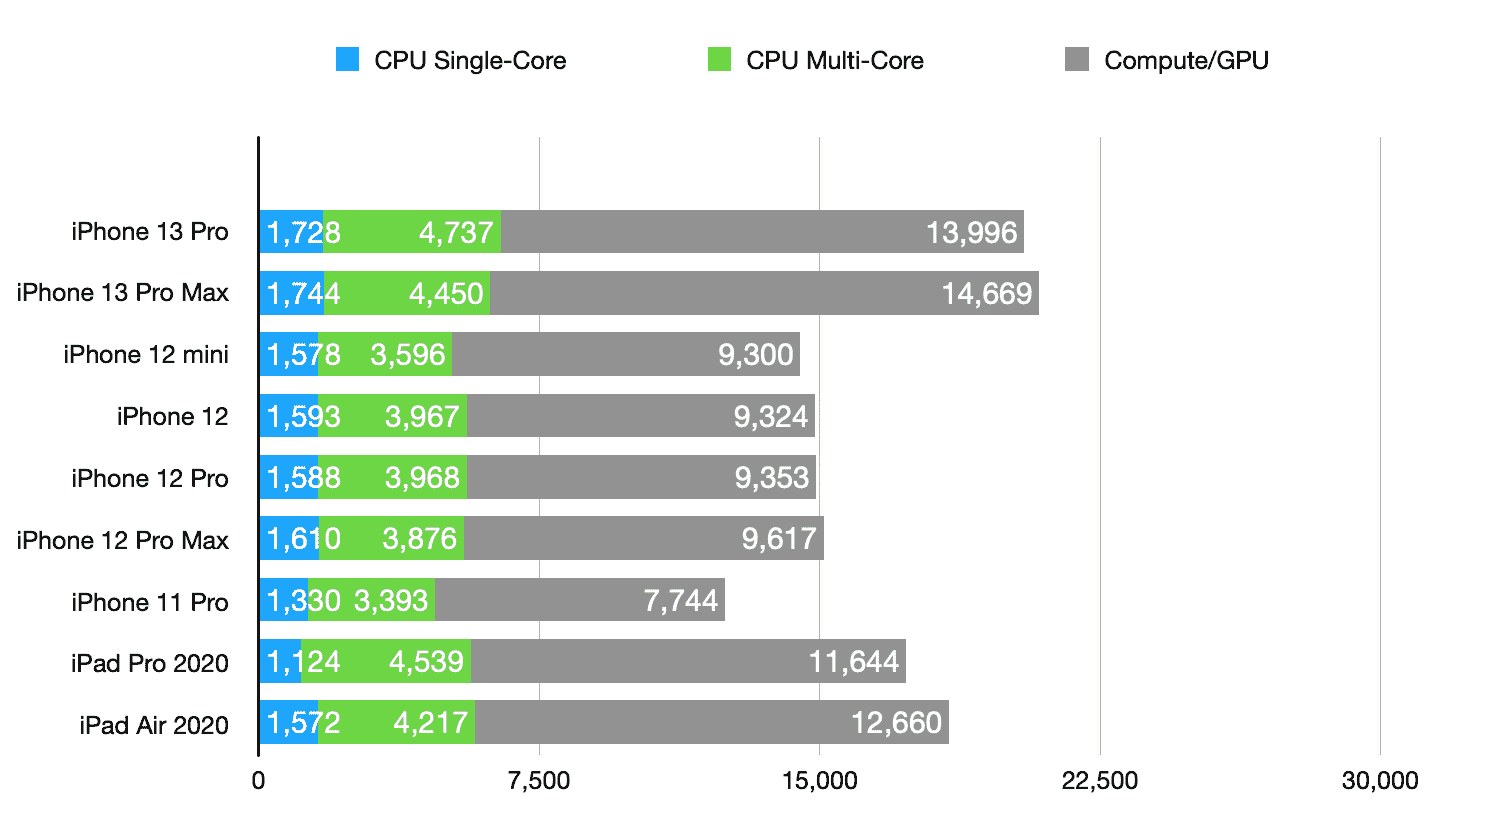 CPU Single-Core CPU Multi-Core Compute/GPU
iPhone 13 Pro 1,728 4,737 13,996
iPhone 13 Pro Max 1,744 4,450 14,669
iPhone 12 mini 1,578 3,596 9,300
iPhone 12 1,593 3,967 9,324
iPhone 12 Pro 1,588 3,968 9,353
iPhone 12 Pro Max 1,610 3,876 9,617
iPhone 11 Pro 1,330 3,393 7,744
iPad Pro 2020 1,124 4,539 11,644
iPad Air 2020 1,572 4,217 12,660
0 7,500 15,000 22,500 30,000